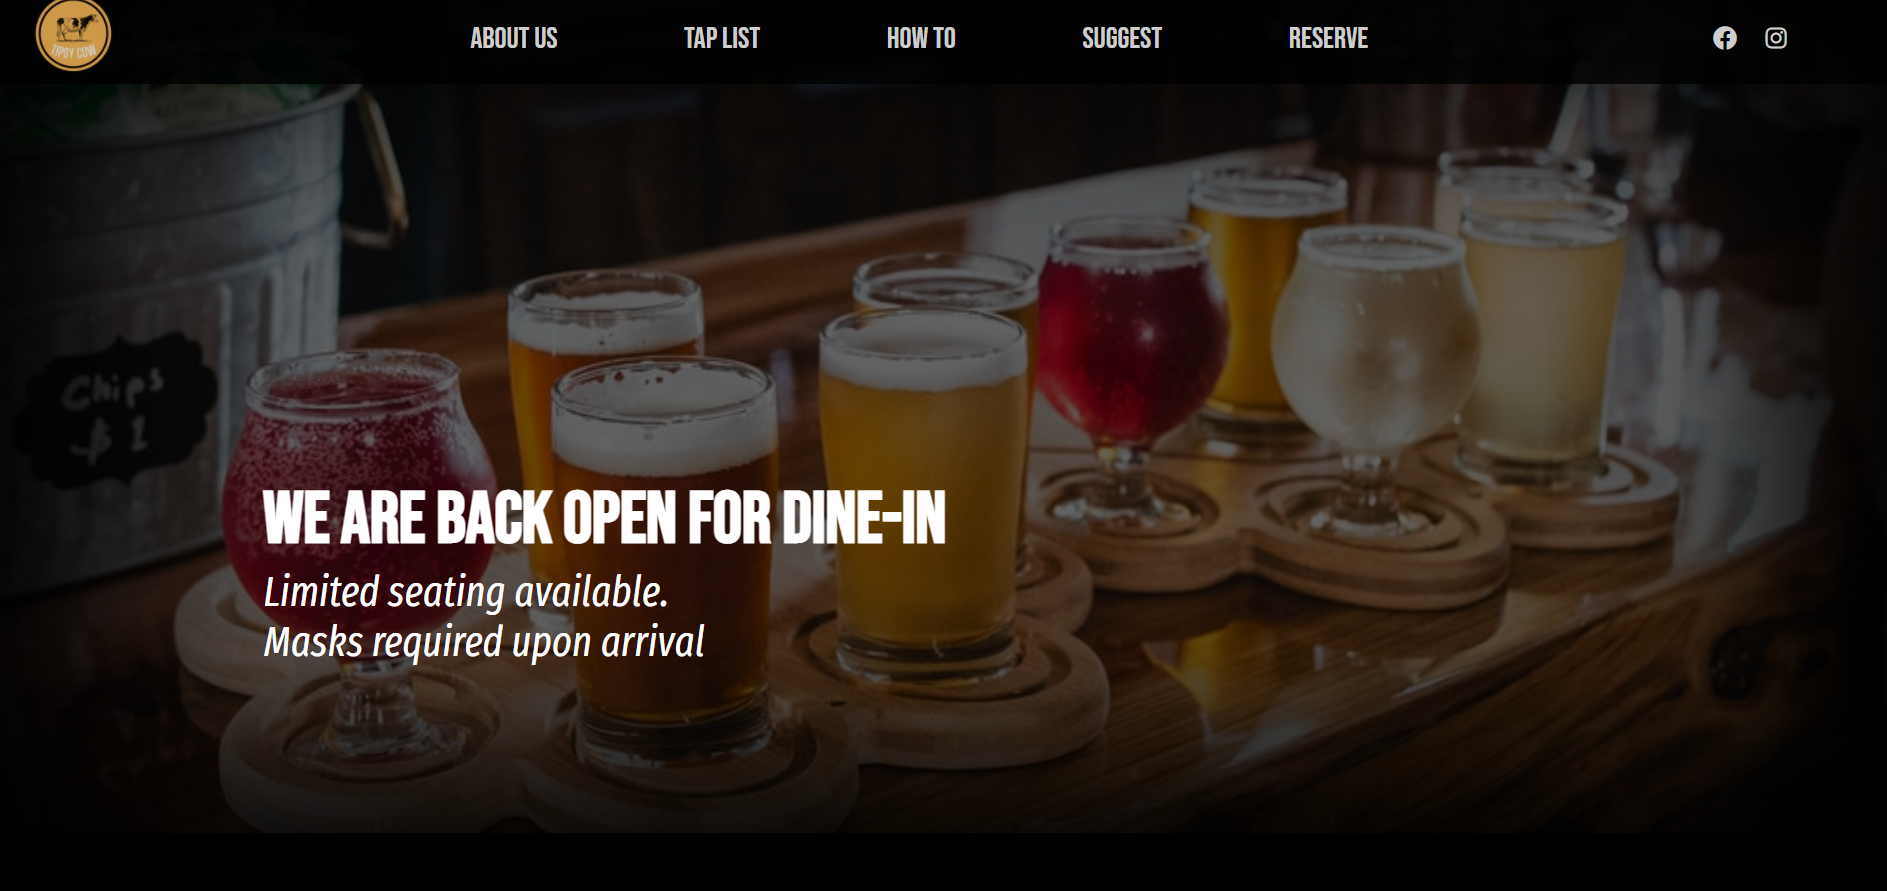 TIPSY COW
ABOUT US
TAP LIST
HOW TO
SUGGEST
RESERVE
Chips
$ 1
WE ARE BACK OPEN FOR DINE-IN
Limited seating available.
Masks required upon arrival